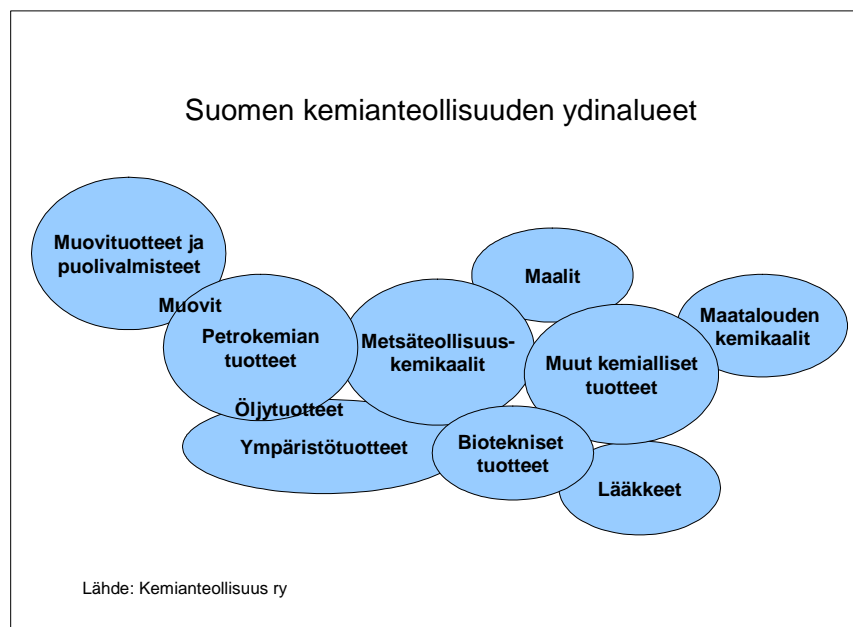 Suomen kemianteollisuuden ydinalueet
Muovituotteet ja
puolivalmisteet
Muovit
Petrokemian
tuotteet
Öljytuotteet
Ympäristötuotteet
Metsäteollisuus-
kemikaalit
Maalit
Muut kemialliset
tuotteet
Maatalouden
kemikaalit
Biotekniset
tuotteet
Lääkkeet
Lähde: Kemianteollisuus ry